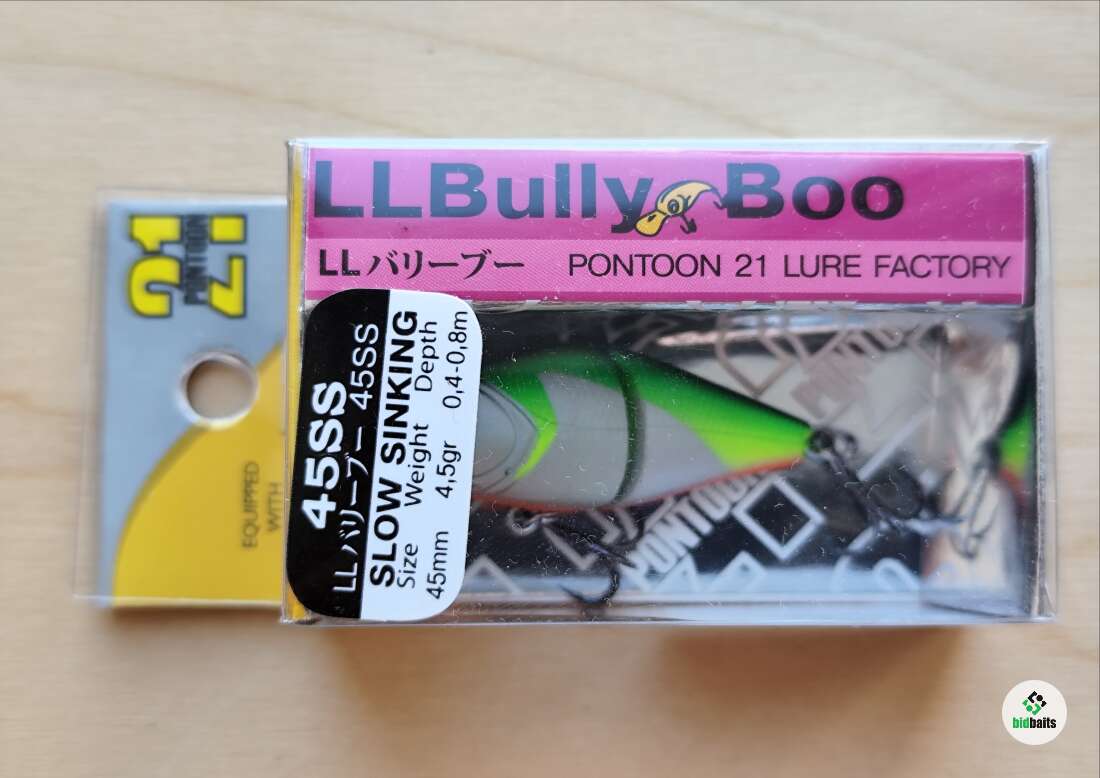 LLBully Boo
LLバリーブー PONTOON 21 LURE FACTORY
21
PONTOON
EQUIPPED
WITH
45SS
LLバリーブー 45SS
SLOW SINKING
Size Weight Depth
45mm 4,5gr 0,4-0,8m
PONTOON
bidbaits